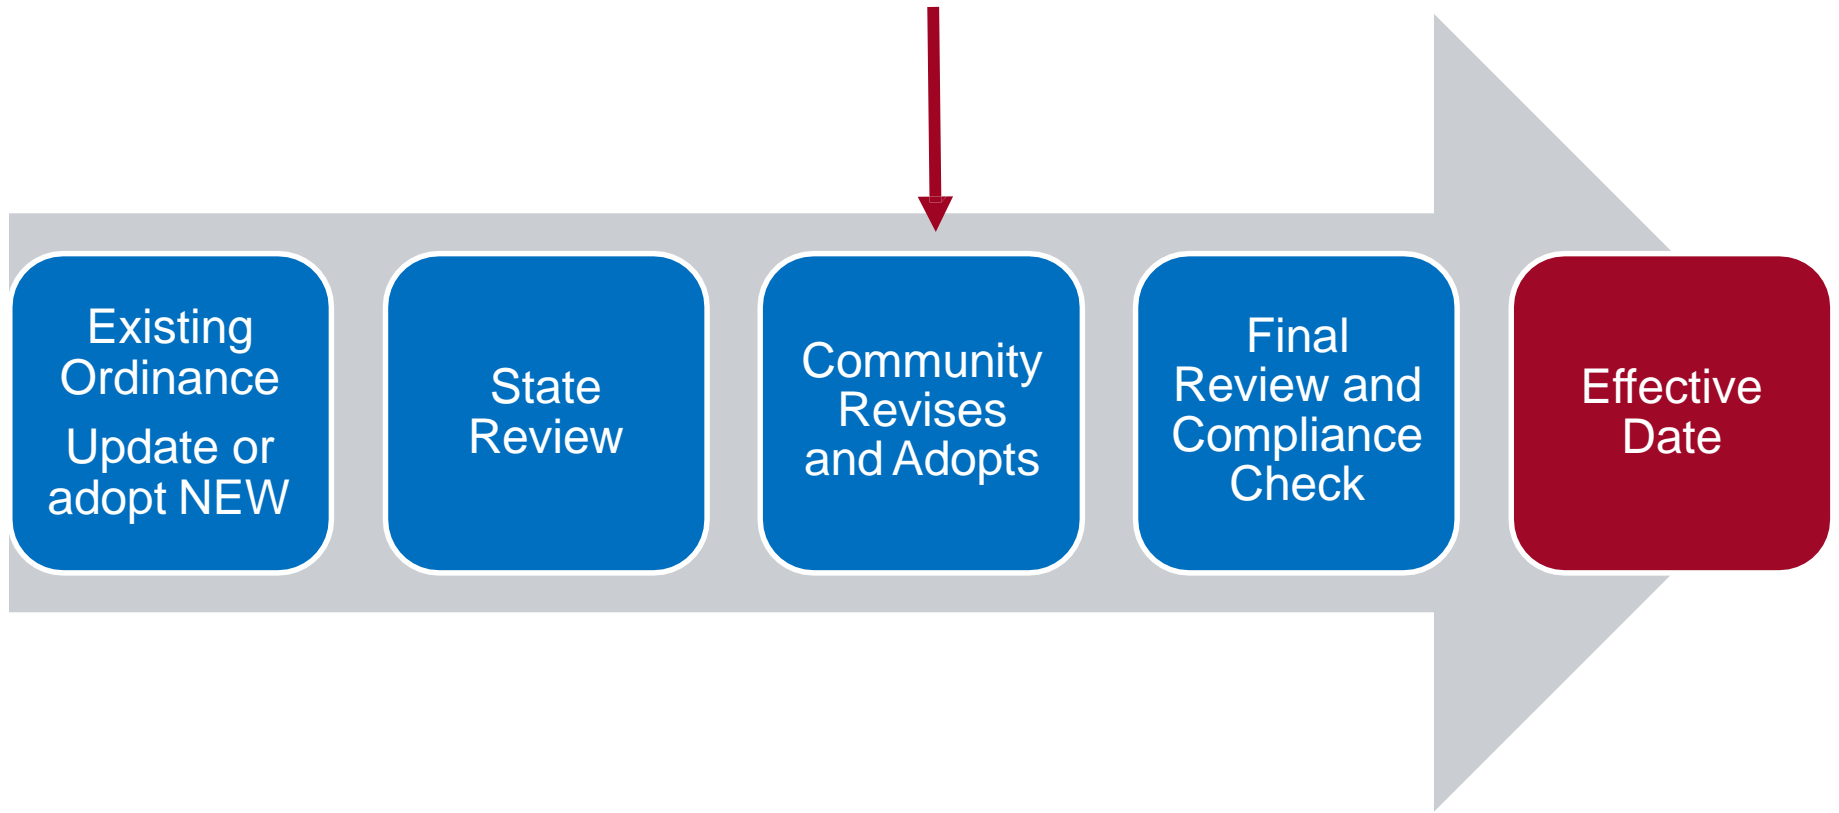 Existing
Ordinance
Update or
adopt NEW
State
Review
Community
Revises
and Adopts
Final
Review and
Compliance
Check
Effective
Date